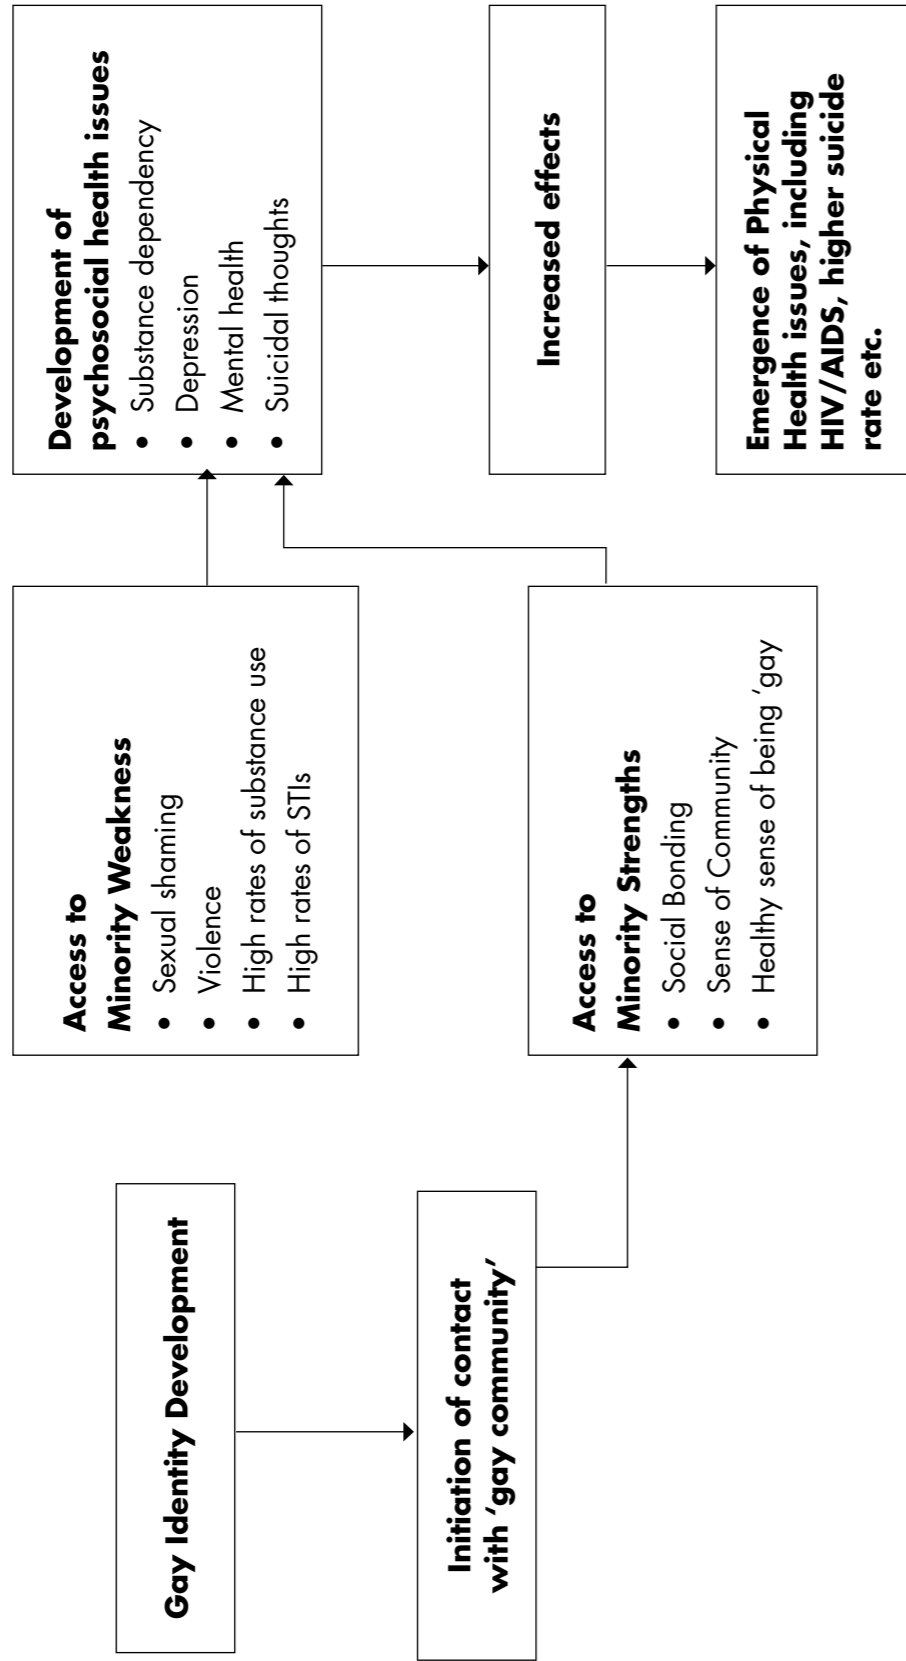 Gay Identity Development
Initiation of contact
with ‘gay community’
Access to
Minority Weakness
• Sexual shaming
• Violence
• High rates of substance use
• High rates of STIs
Access to
Minority Strengths
• Social Bonding
• Sense of Community
• Healthy sense of being ‘gay
Development of
psychosocial health issues
• Substance dependency
• Depression
• Mental health
• Suicidal thoughts
Increased effects
Emergence of Physical
Health issues, including
HIV/AIDS, higher suicide
rate etc.